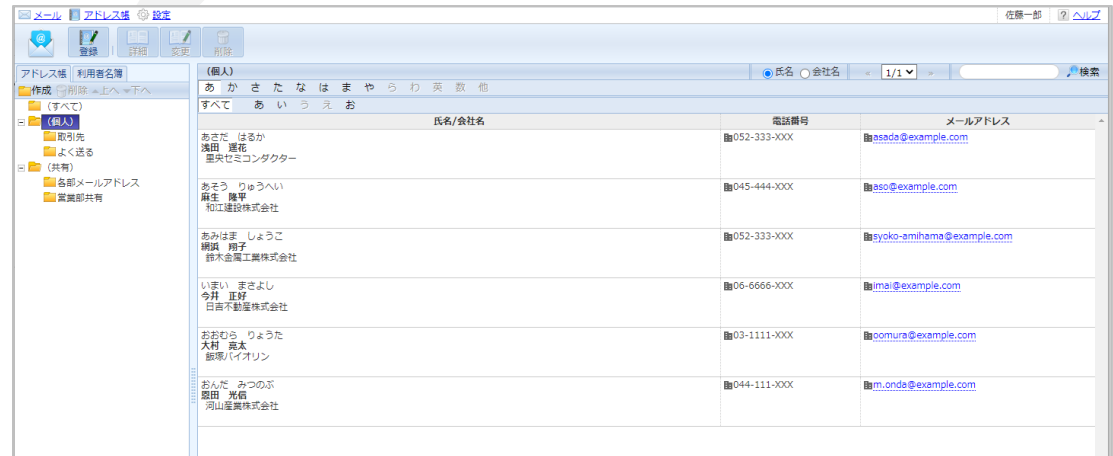 メール アドレス帳 設定 佐藤一郎 ? ヘルプ
登録 詳細 変更 削除
アドレス帳 利用者名簿
作成 削除 上へ 下へ
(すべて)
(個人)
取引先
よく送る
(共有)
各部メールアドレス
営業部共有
(個人) 氏名 会社名 « 1/1 » 検索
あ か さ た な は ま や ら わ 英 数 他
すべて あ い う え お
氏名/会社名 電話番号 メールアドレス
あさだ はるか 052-333-XXX asada@example.com
浅田 遥花
里央セミコンダクター
あそう りゅうへい 045-444-XXX aso@example.com
麻生 隆平
和江建設株式会社
あみはま しょうこ 052-333-XXX syoko-amihama@example.com
網浜 翔子
鈴木金属工業株式会社
いまい まさよし 06-6666-XXX imai@example.com
今井 正好
日吉不動産株式会社
おおむら りょうた 03-1111-XXX oomura@example.com
大村 亮太
飯塚バイオリン
おんだ みつのぶ 044-111-XXX m.onda@example.com
恩田 光信
河山産業株式会社